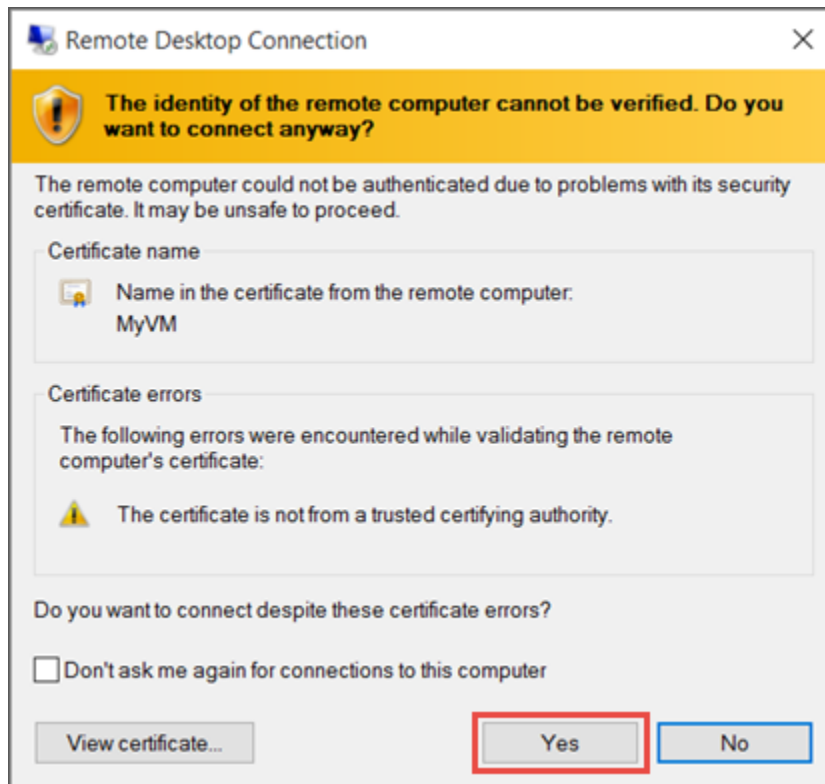 Remote Desktop Connection
The identity of the remote computer cannot be verified. Do you
want to connect anyway?
The remote computer could not be authenticated due to problems with its security
certificate. It may be unsafe to proceed.
Certificate name
Name in the certificate from the remote computer:
MyVM
Certificate errors
The following errors were encountered while validating the remote
computer's certificate:
The certificate is not from a trusted certifying authority.
Do you want to connect despite these certificate errors?
Don't ask me again for connections to this computer
View certificate... Yes No